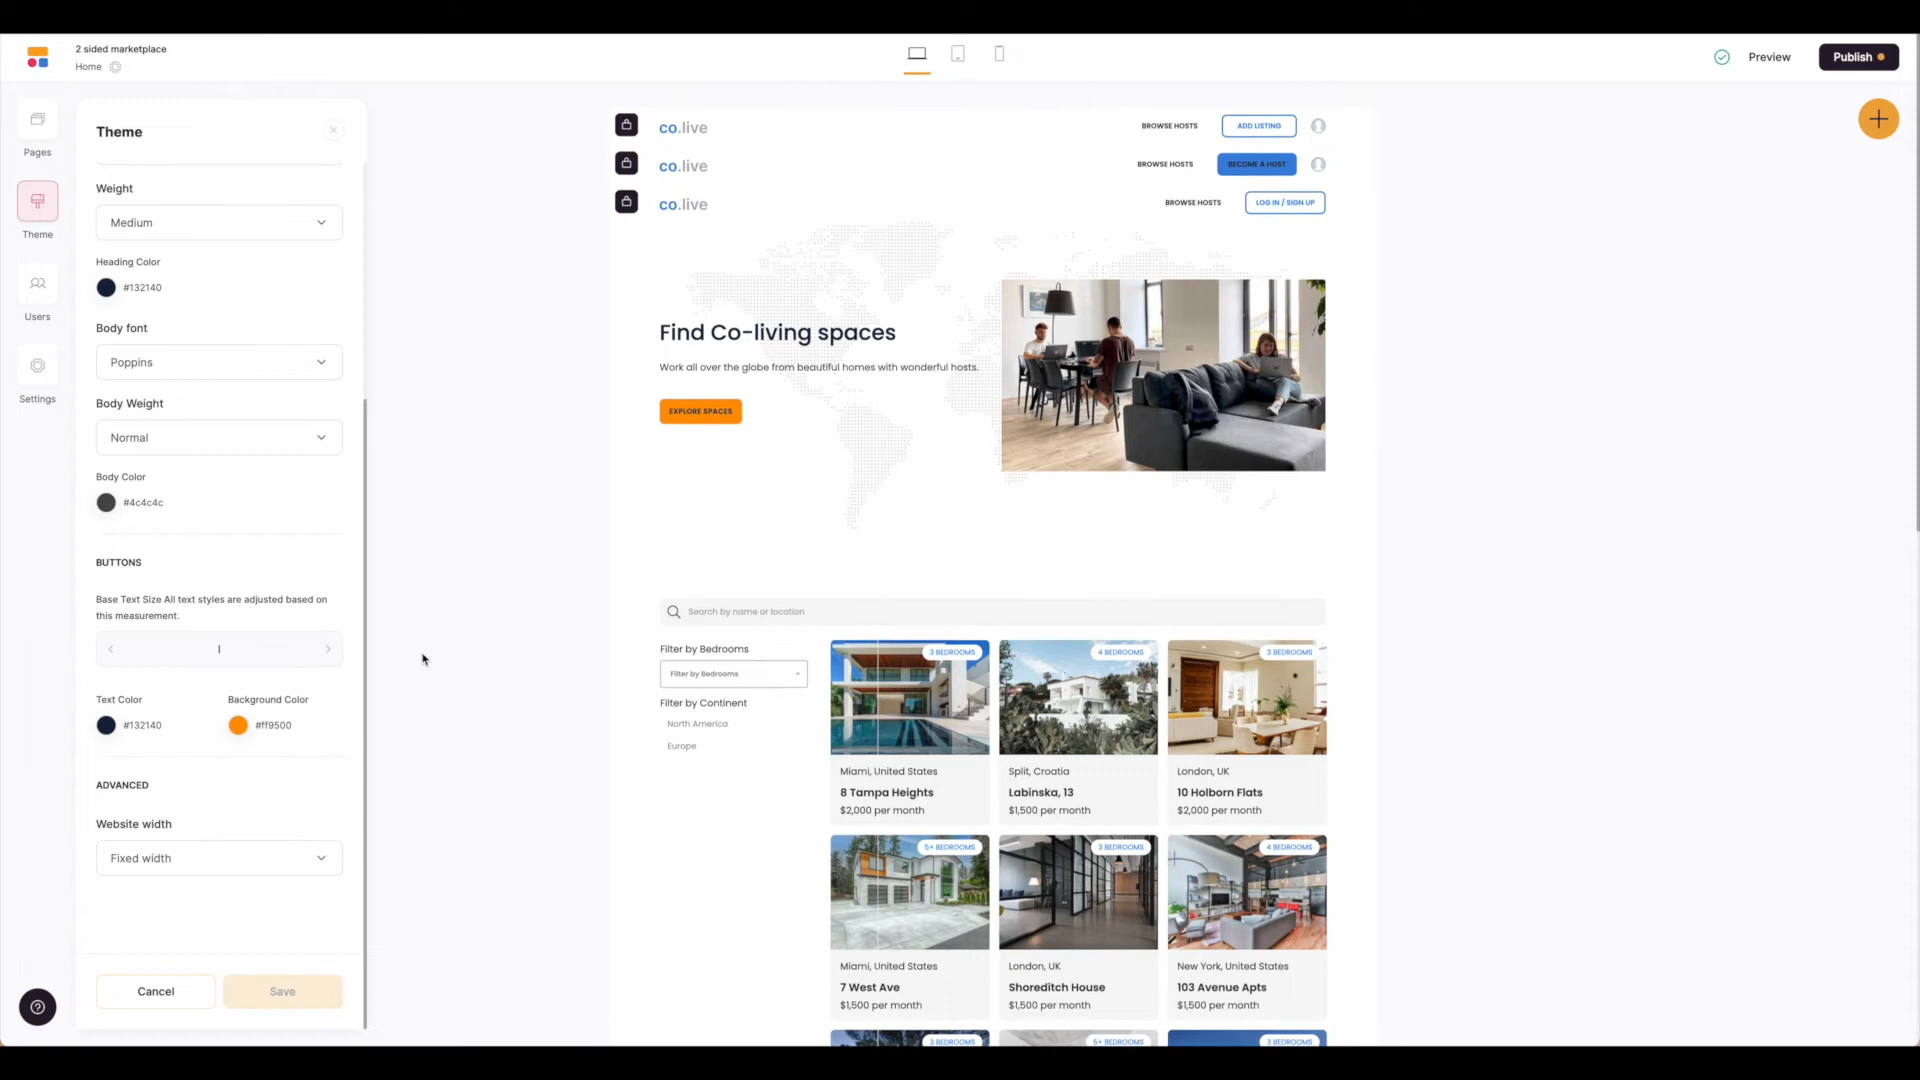 2 sided marketplace
Home
Preview
Publish
Pages
Theme
Users
Settings
Theme
Weight
Medium
Heading Color
#132140
Body font
Poppins
Body Weight
Normal
Body Color
#4c4c4c
BUTTONS
Base Text Size All text styles are adjusted based on
this measurement.
Text Color
Background Color
#132140
#ff9500
ADVANCED
Website width
Fixed width
Cancel
Save
co.live
BROWSE HOSTS
ADD LISTING
co.live
BROWSE HOSTS
BECOME A HOST
co.live
BROWSE HOSTS
LOG IN / SIGN UP
Find Co-living spaces
Work all over the globe from beautiful homes with wonderful hosts.
EXPLORE SPACES
Search by name or location
Filter by Bedrooms
Filter by Bedrooms
Filter by Continent
North America
Europe
3 BEDROOMS
Miami, United States
8 Tampa Heights
$2,000 per month
4 BEDROOMS
Split, Croatia
Labinska, 13
$1,500 per month
3 BEDROOMS
London, UK
10 Holborn Flats
$2,000 per month
5+ BEDROOMS
Miami, United States
7 West Ave
$1,500 per month
3 BEDROOMS
London, UK
Shoreditch House
$1,500 per month
4 BEDROOMS
New York, United States
103 Avenue Apts
$1,500 per month
3 BEDROOMS
5+ BEDROOMS
3 BEDROOMS